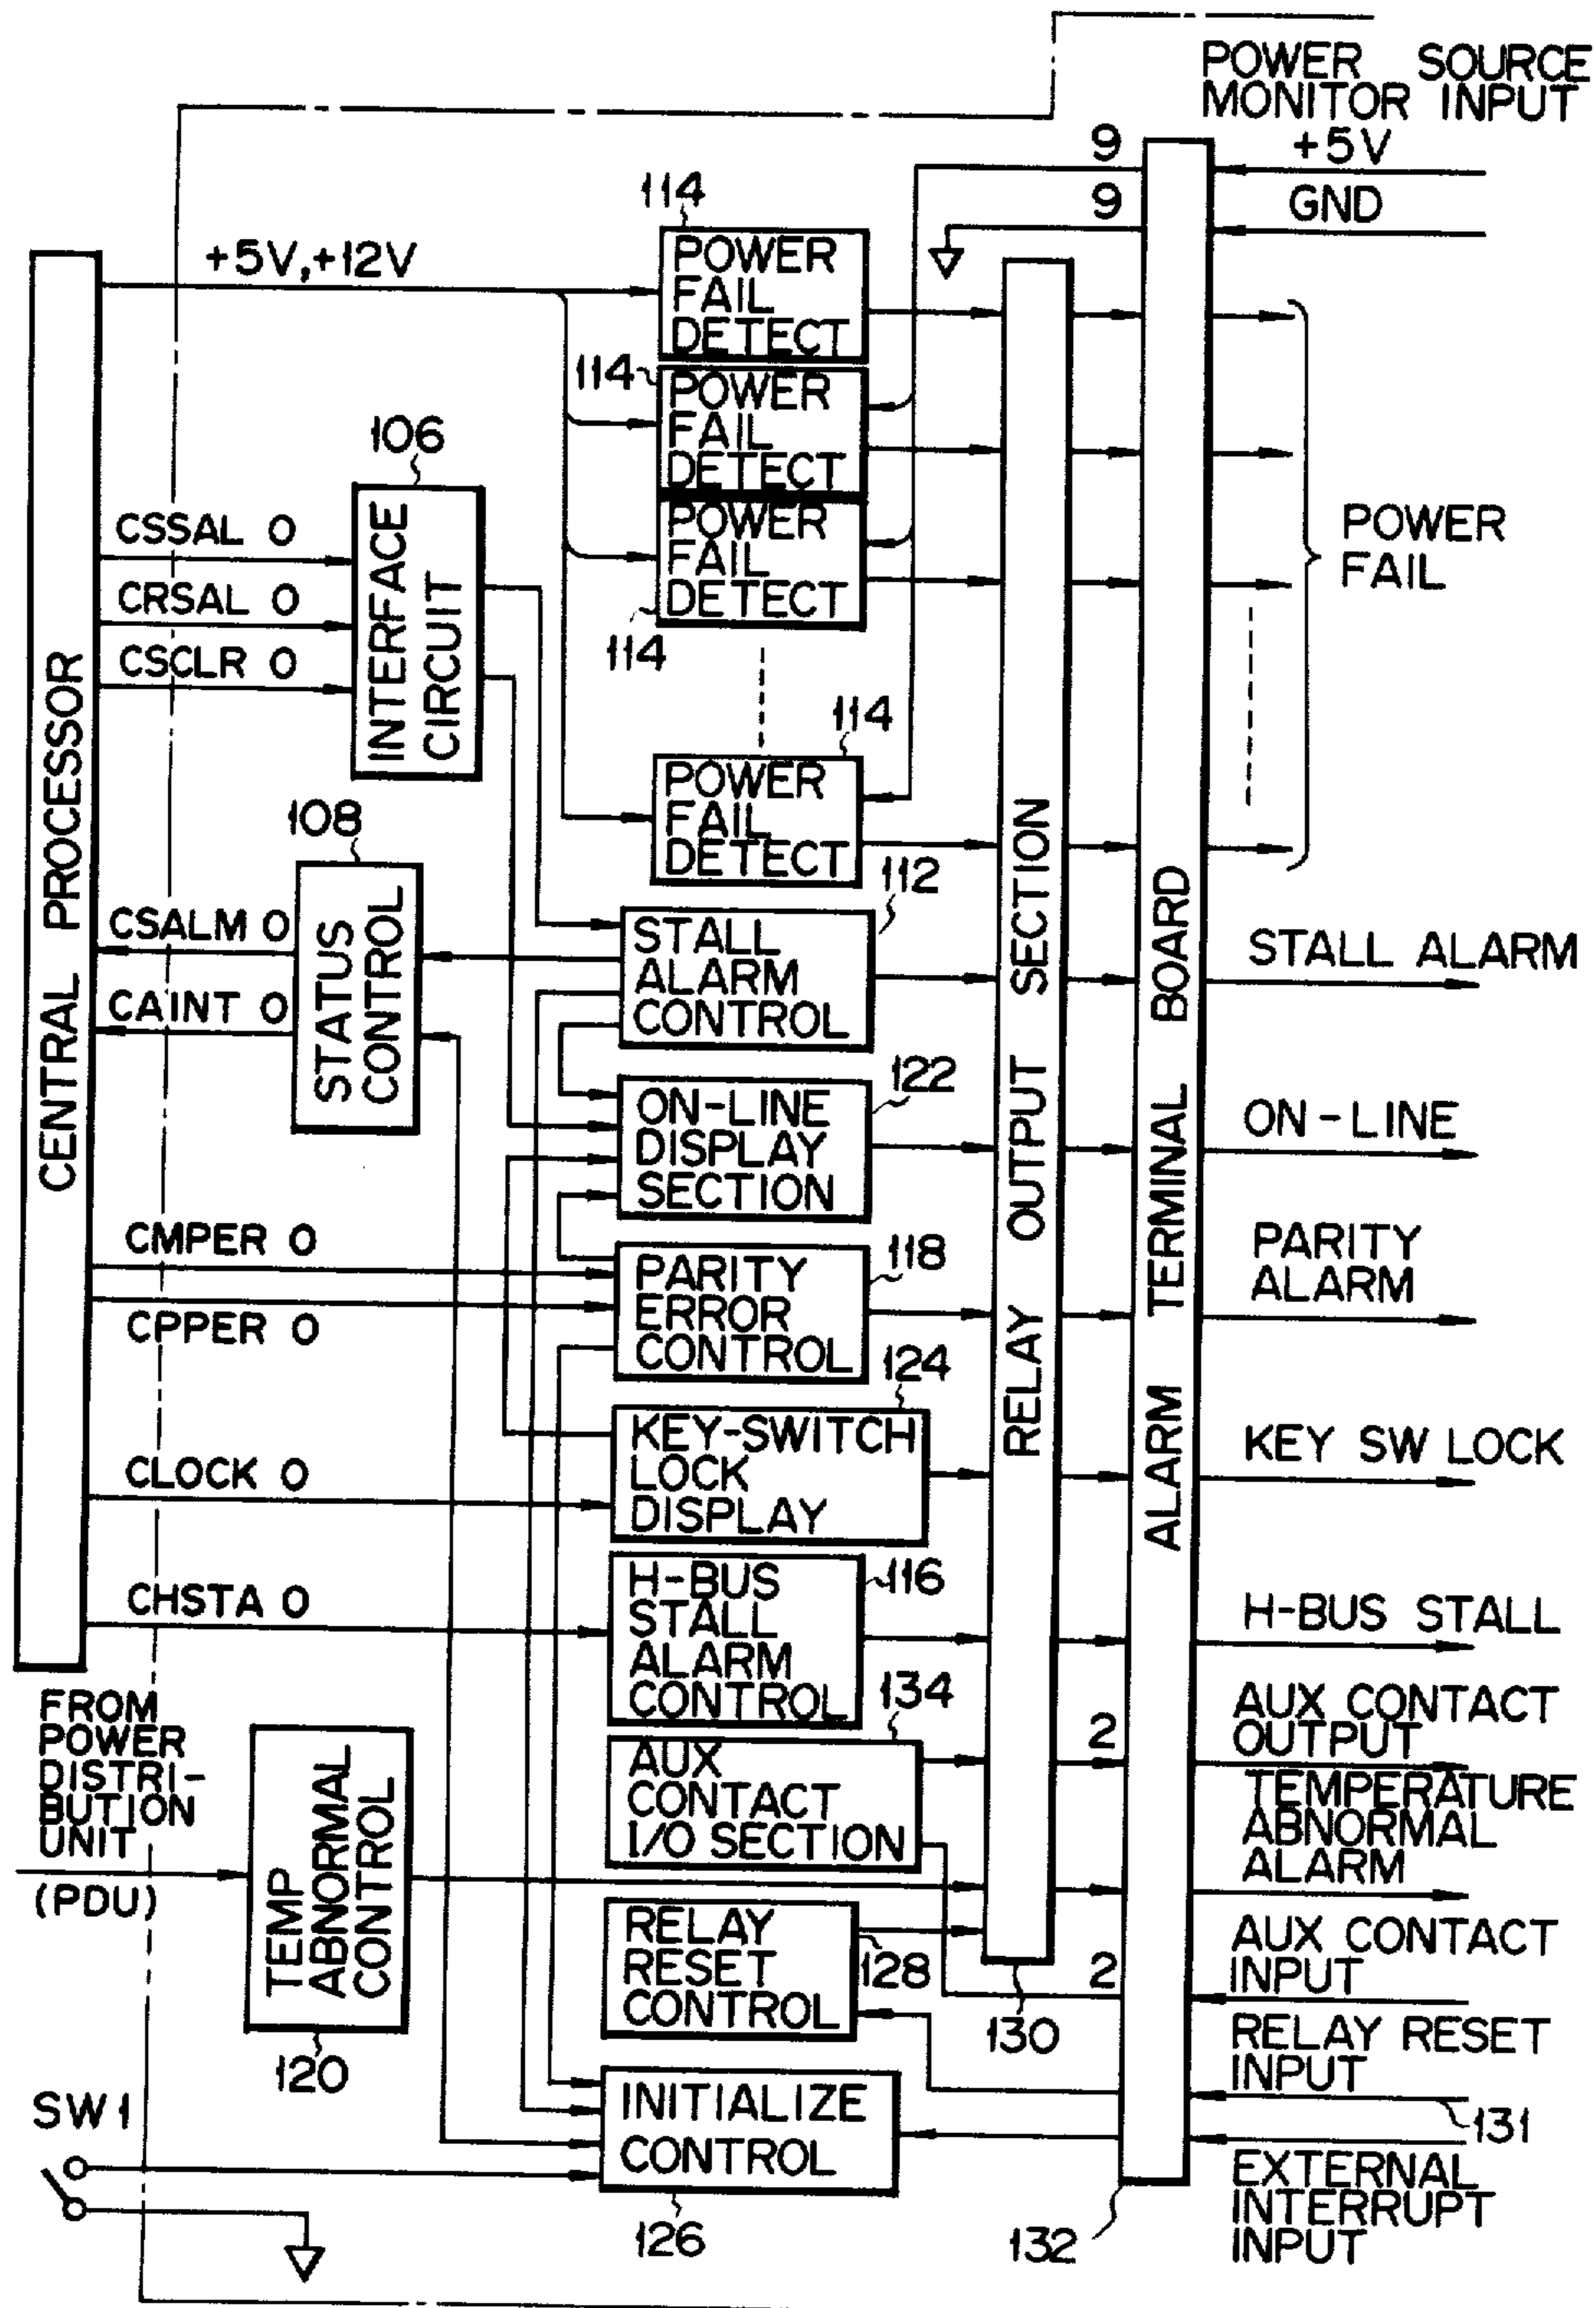 POWER SOURCE
MONITOR INPUT
9
+5V
9
GND
114
+5V,+12V
POWER
FAIL
DETECT
114
POWER
FAIL
DETECT
106
INTERFACE
CIRCUIT
CSSAL 0
CRSAL 0
CSCLR 0
POWER
FAIL
DETECT
114
POWER
FAIL
114
POWER
FAIL
DETECT
CENTRAL PROCESSOR
108
STATUS
CONTROL
CSALM 0
CAINT 0
112
STALL
ALARM
CONTROL
RELAY OUTPUT SECTION
ALARM TERMINAL BOARD
STALL ALARM
122
ON-LINE
DISPLAY
SECTION
ON-LINE
CMPER 0
CPPER 0
118
PARITY
ERROR
CONTROL
PARITY
ALARM
124
KEY-SWITCH
LOCK
DISPLAY
KEY SW LOCK
CLOCK 0
CHSTA 0
116
H-BUS
STALL
ALARM
CONTROL
H-BUS STALL
FROM
POWER
DISTRI-
BUTION
UNIT
(PDU)
134
AUX
CONTACT
I/O SECTION
2
AUX CONTACT
OUTPUT
TEMPERATURE
ABNORMAL
ALARM
TEMP
ABNORMAL
CONTROL
120
RELAY
RESET
CONTROL
128
130
2
AUX CONTACT
INPUT
RELAY RESET
INPUT
131
SW1
INITIALIZE
CONTROL
126
132
EXTERNAL
INTERRUPT
INPUT